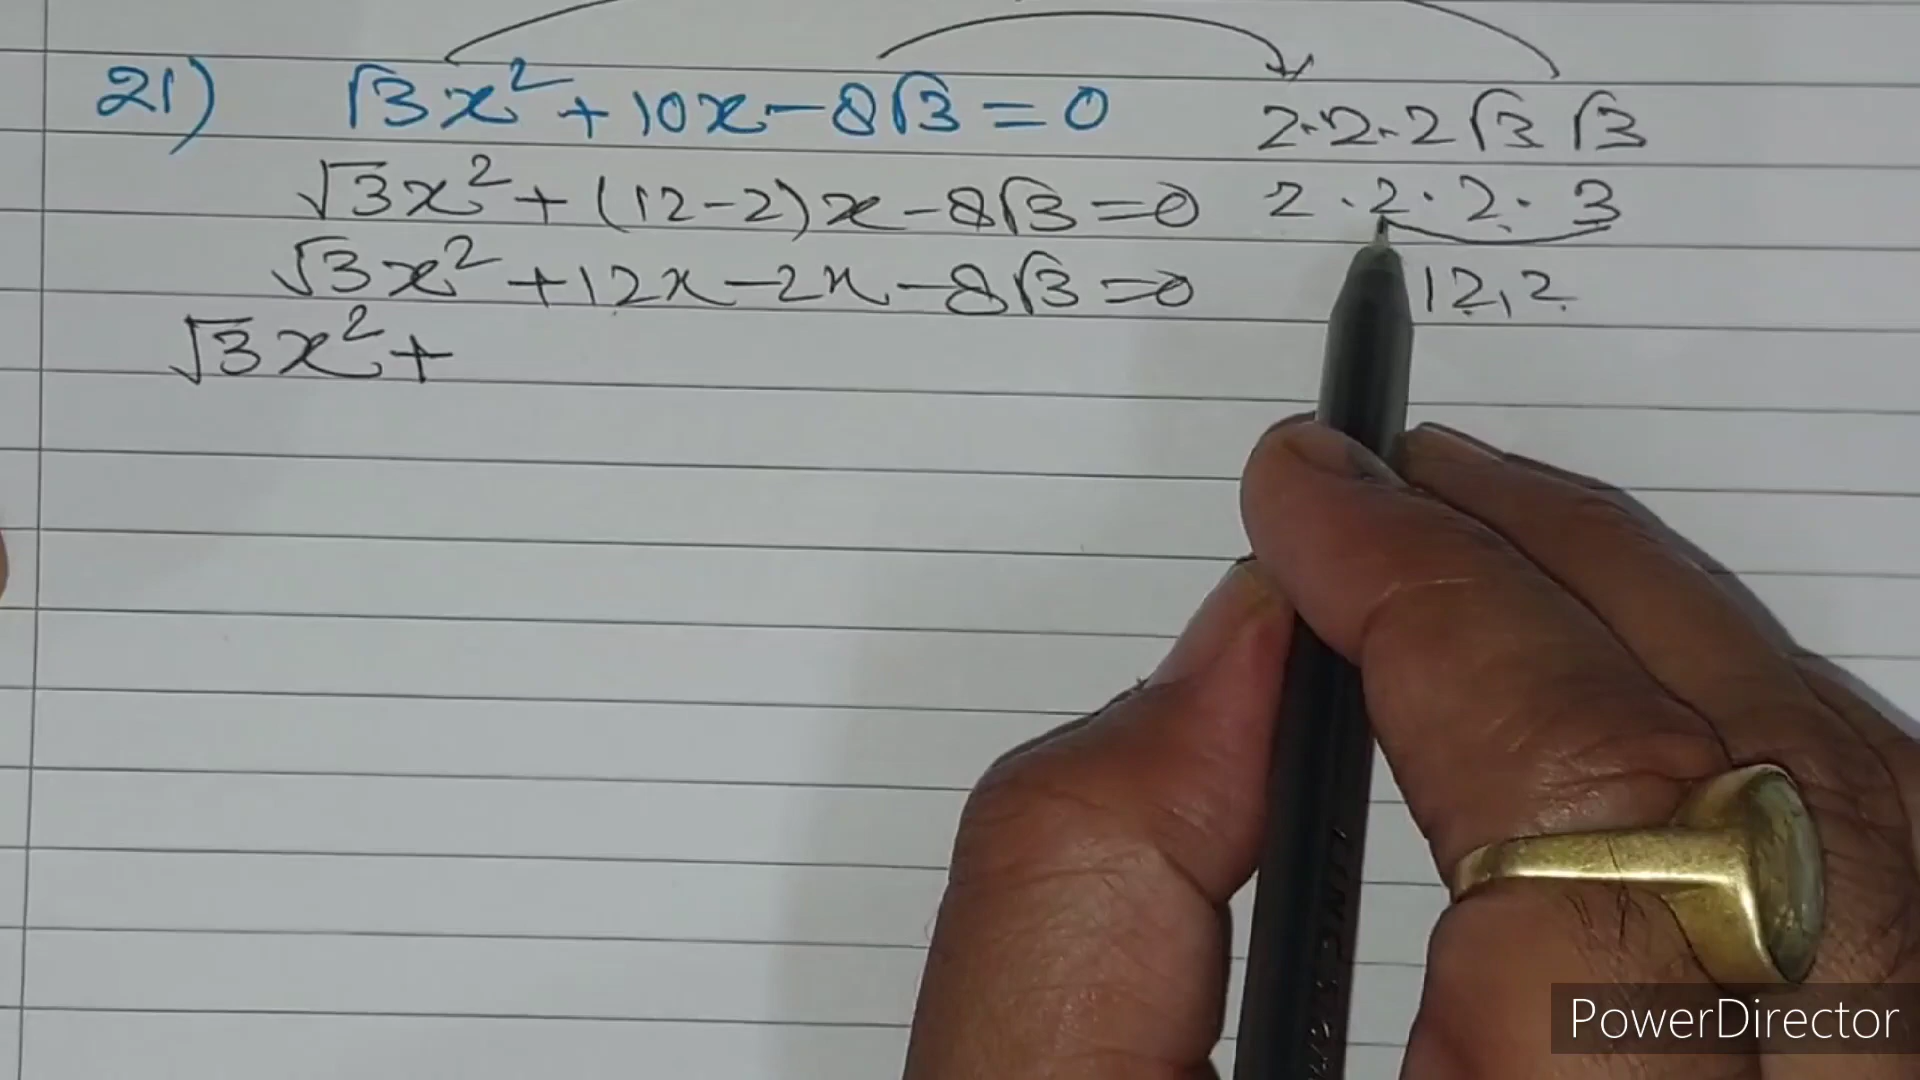 21) √3x² + 10x - 8√3 = 0
2·2·2√3 √3
√3x² + (12-2)x - 8√3 = 0
2·2·2·3
√3x² + 12x - 2x - 8√3 = 0
12,2
√3x² +
PowerDirector